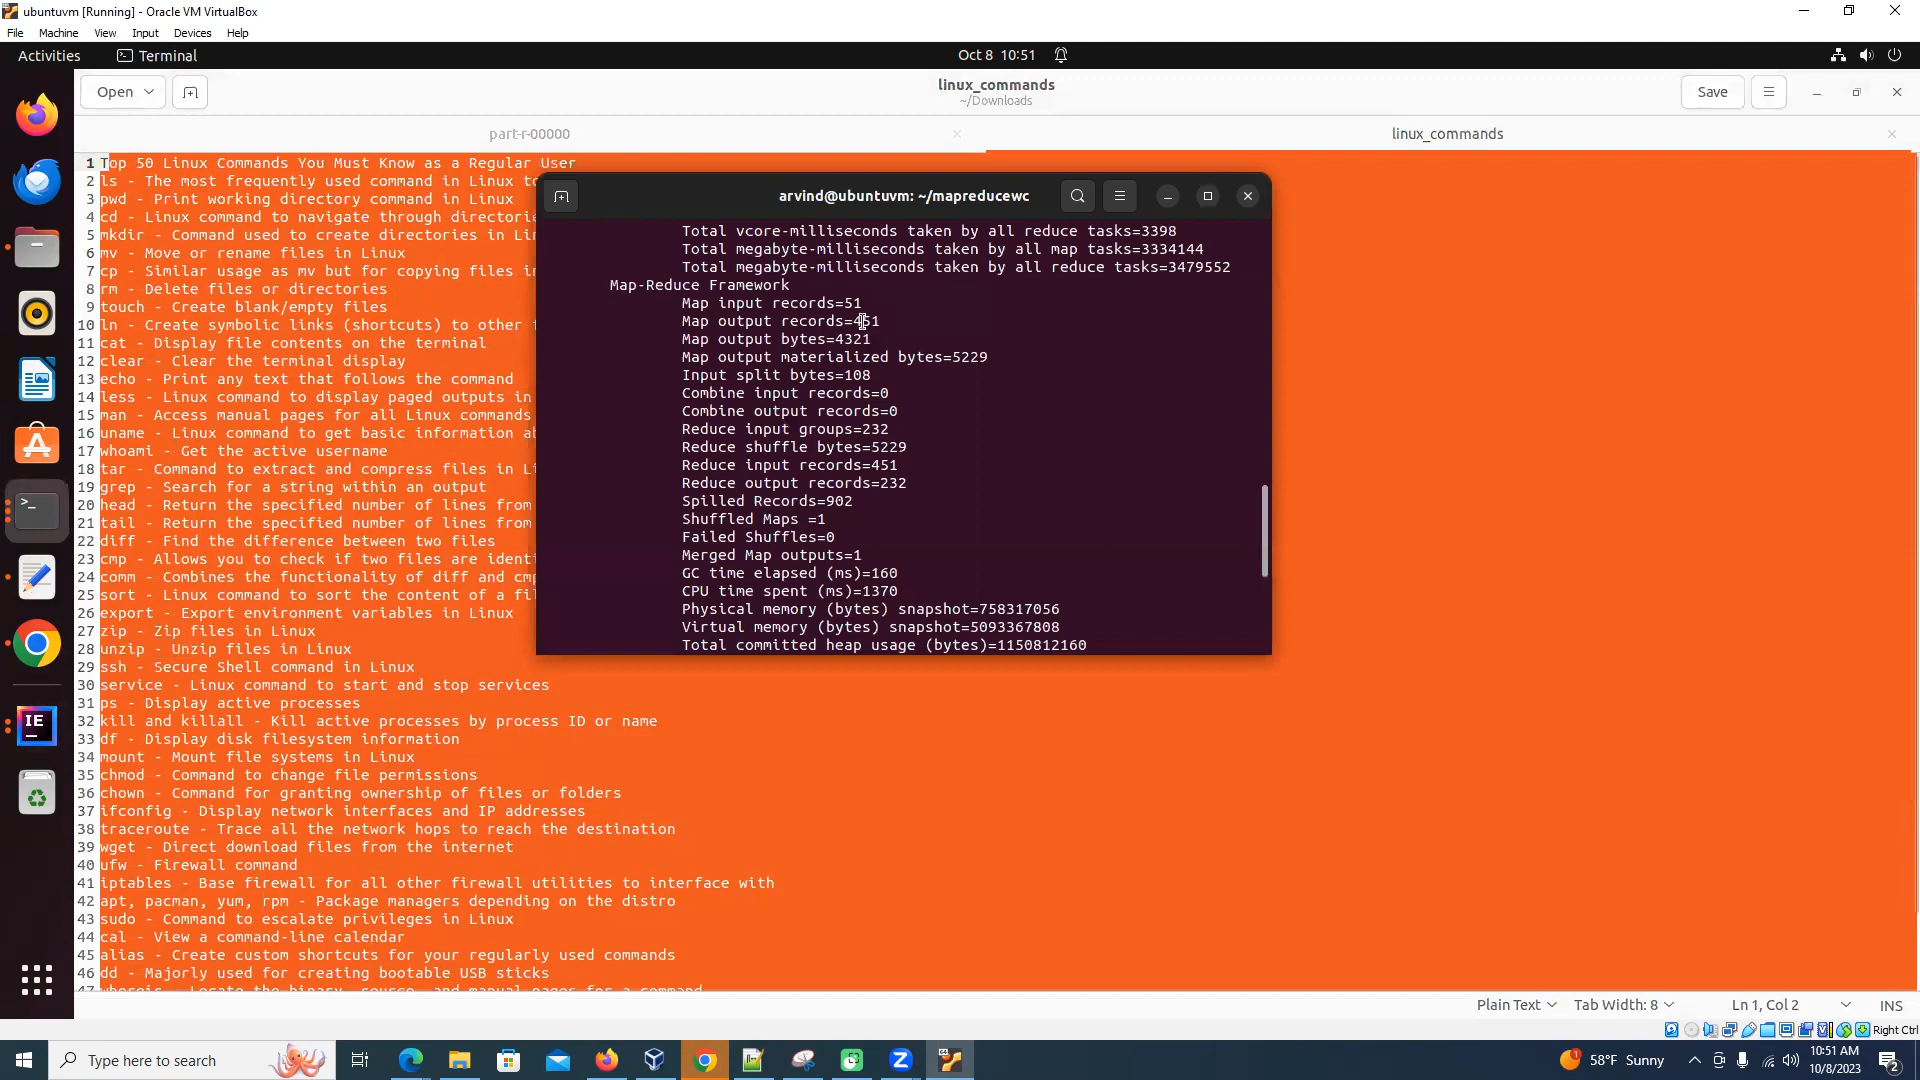 ubuntuvm [Running] - Oracle VM VirtualBox
File Machine View Input Devices Help
Activities Terminal Oct 8 10:51
Open linux_commands Save
~/Downloads
part-r-00000 linux_commands
1 Top 50 Linux Commands You Must Know as a Regular User
2 ls - The most frequently used command in Linux to
3 pwd - Print working directory command in Linux
4 cd - Linux command to navigate through directorie
5 mkdir - Command used to create directories in Lin
6 mv - Move or rename files in Linux
7 cp - Similar usage as mv but for copying files in
8 rm - Delete files or directories
9 touch - Create blank/empty files
10 ln - Create symbolic links (shortcuts) to other f
11 cat - Display file contents on the terminal
12 clear - Clear the terminal display
13 echo - Print any text that follows the command
14 less - Linux command to display paged outputs in
15 man - Access manual pages for all Linux commands
16 uname - Linux command to get basic information ab
17 whoami - Get the active username
18 tar - Command to extract and compress files in Li
19 grep - Search for a string within an output
20 head - Return the specified number of lines from
21 tail - Return the specified number of lines from
22 diff - Find the difference between two files
23 cmp - Allows you to check if two files are identi
24 comm - Combines the functionality of diff and cmp
25 sort - Linux command to sort the content of a fil
26 export - Export environment variables in Linux
27 zip - Zip files in Linux
28 unzip - Unzip files in Linux
29 ssh - Secure Shell command in Linux
30 service - Linux command to start and stop services
31 ps - Display active processes
32 kill and killall - Kill active processes by process ID or name
33 df - Display disk filesystem information
34 mount - Mount file systems in Linux
35 chmod - Command to change file permissions
36 chown - Command for granting ownership of files or folders
37 ifconfig - Display network interfaces and IP addresses
38 traceroute - Trace all the network hops to reach the destination
39 wget - Direct download files from the internet
40 ufw - Firewall command
41 iptables - Base firewall for all other firewall utilities to interface with
42 apt, pacman, yum, rpm - Package managers depending on the distro
43 sudo - Command to escalate privileges in Linux
44 cal - View a command-line calendar
45 alias - Create custom shortcuts for your regularly used commands
46 dd - Majorly used for creating bootable USB sticks
47 whereis - Locate the binary, source, and manual pages for a command
arvind@ubuntuvm: ~/mapreducewc
Total vcore-milliseconds taken by all reduce tasks=3398
Total megabyte-milliseconds taken by all map tasks=3334144
Total megabyte-milliseconds taken by all reduce tasks=3479552
Map-Reduce Framework
Map input records=51
Map output records=451
Map output bytes=4321
Map output materialized bytes=5229
Input split bytes=108
Combine input records=0
Combine output records=0
Reduce input groups=232
Reduce shuffle bytes=5229
Reduce input records=451
Reduce output records=232
Spilled Records=902
Shuffled Maps =1
Failed Shuffles=0
Merged Map outputs=1
GC time elapsed (ms)=160
CPU time spent (ms)=1370
Physical memory (bytes) snapshot=758317056
Virtual memory (bytes) snapshot=5093367808
Total committed heap usage (bytes)=1150812160
IE
Plain Text Tab Width: 8 Ln 1, Col 2 INS
Right Ctrl
Type here to search 58°F Sunny 10:51 AM
10/8/2023
2